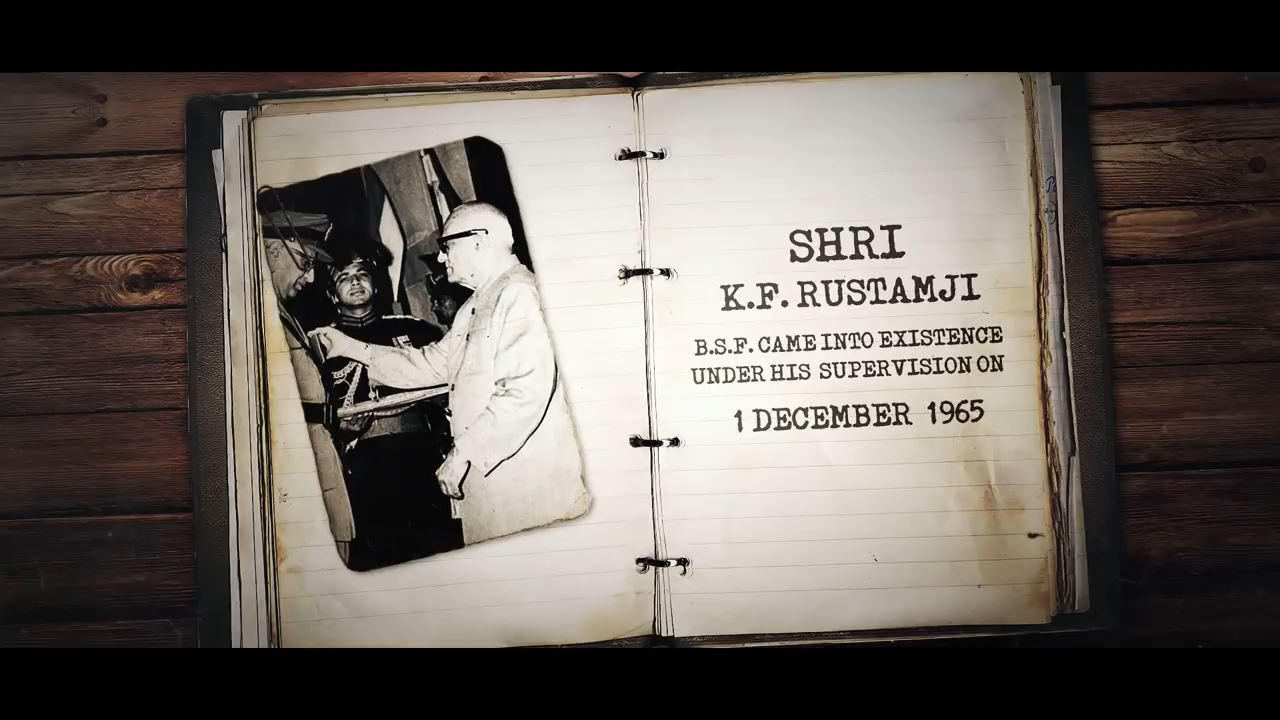 SHRI
K.F. RUSTAMJI
B.S.F. CAME INTO EXISTENCE
UNDER HIS SUPERVISION ON
1 DECEMBER 1965